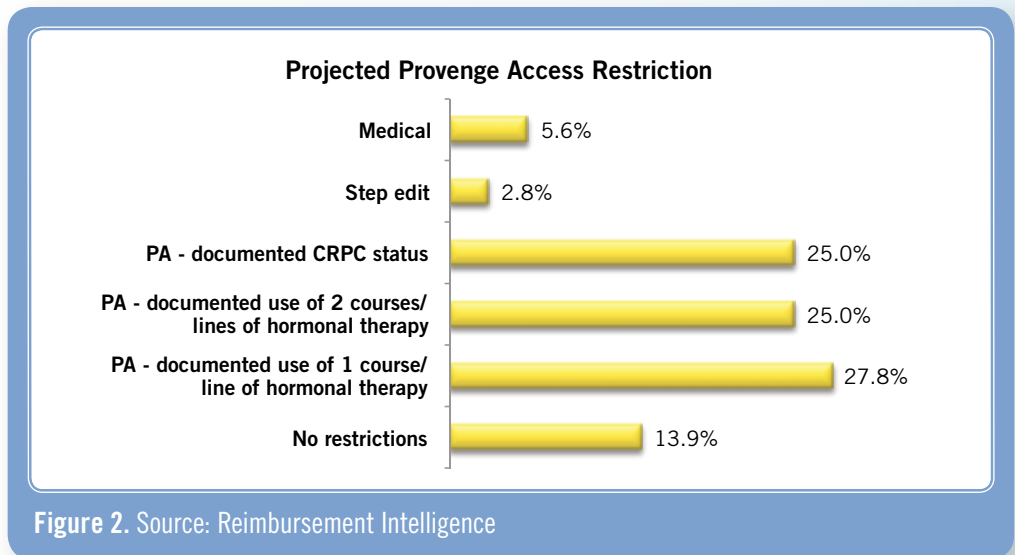 Projected Provenge Access Restriction
Medical
5.6%
Step edit
2.8%
PA - documented CRPC status
25.0%
PA - documented use of 2 courses/
lines of hormonal therapy
25.0%
PA - documented use of 1 course/
line of hormonal therapy
27.8%
No restrictions
13.9%
Figure 2. Source: Reimbursement Intelligence